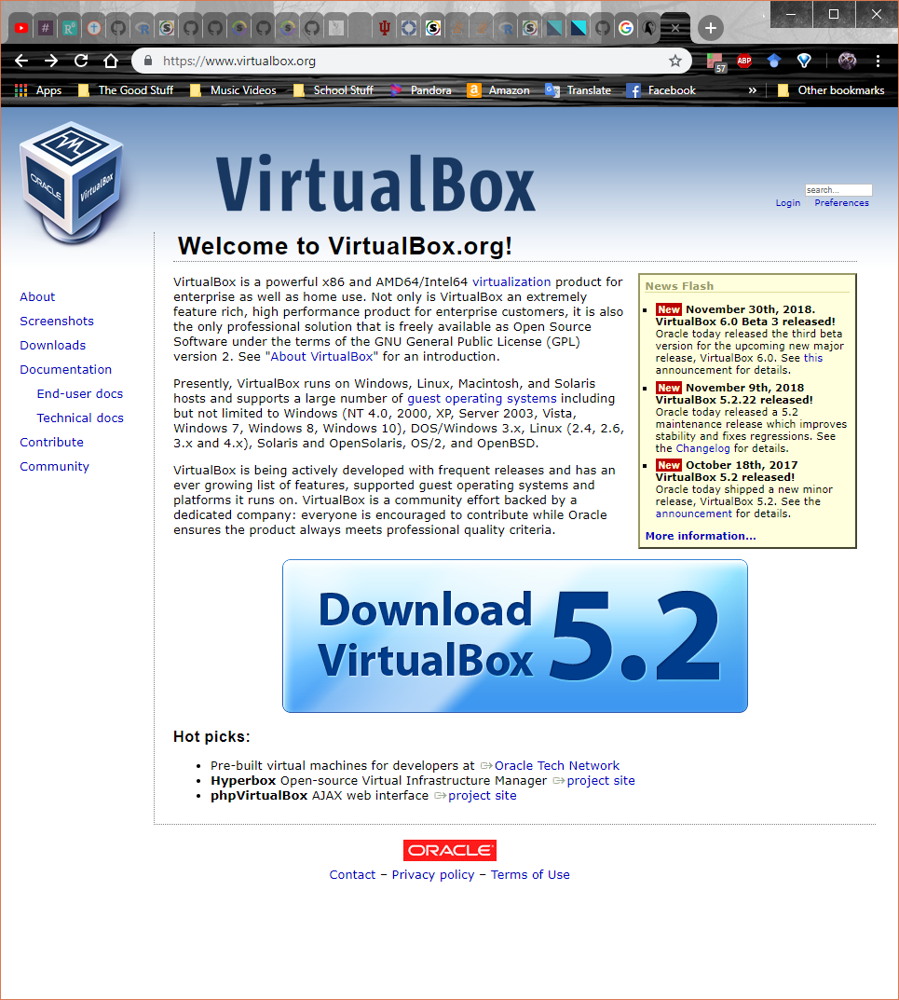 https://www.virtualbox.org
ABP
57
Apps
The Good Stuff
Music Videos
School Stuff
Pandora
Amazon
Translate
Facebook
»
Other bookmarks
ORACLE
VirtualBox
VirtualBox
search...
Login Preferences
Welcome to VirtualBox.org!
About
Screenshots
Downloads
Documentation
End-user docs
Technical docs
Contribute
Community
VirtualBox is a powerful x86 and AMD64/Intel64 virtualization product for
enterprise as well as home use. Not only is VirtualBox an extremely
feature rich, high performance product for enterprise customers, it is also
the only professional solution that is freely available as Open Source
Software under the terms of the GNU General Public License (GPL)
version 2. See "About VirtualBox" for an introduction.
Presently, VirtualBox runs on Windows, Linux, Macintosh, and Solaris
hosts and supports a large number of guest operating systems including
but not limited to Windows (NT 4.0, 2000, XP, Server 2003, Vista,
Windows 7, Windows 8, Windows 10), DOS/Windows 3.x, Linux (2.4, 2.6,
3.x and 4.x), Solaris and OpenSolaris, OS/2, and OpenBSD.
VirtualBox is being actively developed with frequent releases and has an
ever growing list of features, supported guest operating systems and
platforms it runs on. VirtualBox is a community effort backed by a
dedicated company: everyone is encouraged to contribute while Oracle
ensures the product always meets professional quality criteria.
News Flash
New November 30th, 2018.
VirtualBox 6.0 Beta 3 released!
Oracle today released the third beta
version for the upcoming new major
release, VirtualBox 6.0. See this
announcement for details.
New November 9th, 2018
VirtualBox 5.2.22 released!
Oracle today released a 5.2
maintenance release which improves
stability and fixes regressions. See
the Changelog for details.
New October 18th, 2017
VirtualBox 5.2 released!
Oracle today shipped a new minor
release, VirtualBox 5.2. See the
announcement for details.
More information...
Download
VirtualBox 5.2
Hot picks:
Pre-built virtual machines for developers at Oracle Tech Network
Hyperbox Open-source Virtual Infrastructure Manager project site
phpVirtualBox AJAX web interface project site
ORACLE
Contact – Privacy policy – Terms of Use